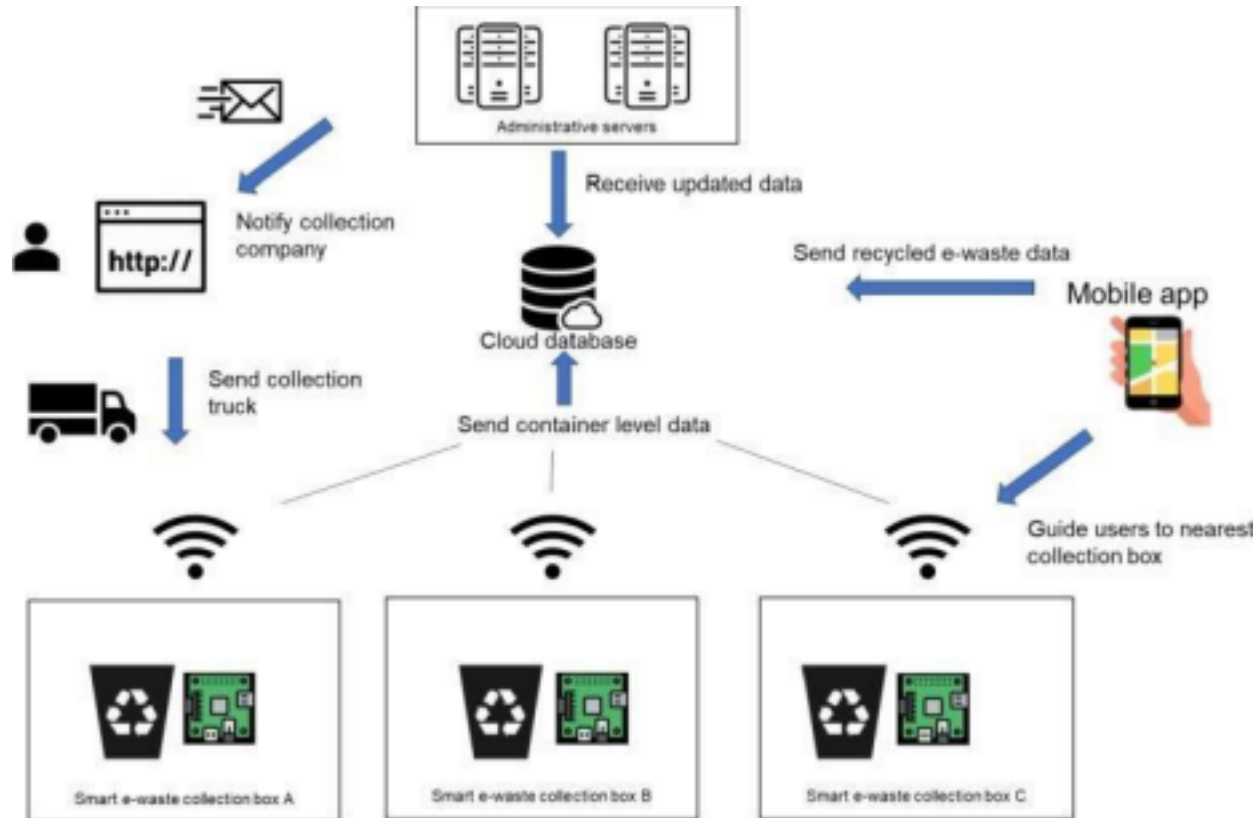 Administrative servers
Receive updated data
Notify collection
company
http://
Send recycled e-waste data
Mobile app
Cloud database
Send collection
truck
Send container level data
Guide users to nearest
collection box
Smart e-waste collection box A
Smart e-waste collection box B
Smart e-waste collection box C